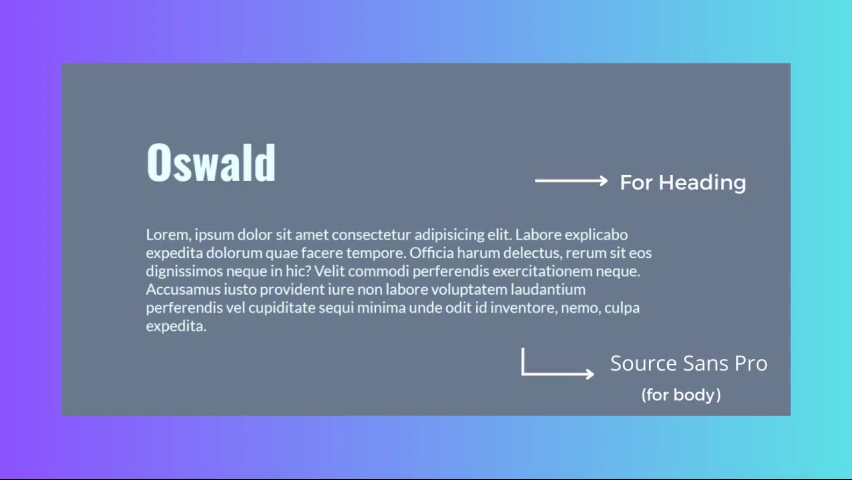 Oswald
For Heading
Lorem, ipsum dolor sit amet consectetur adipisicing elit. Labore explicabo
expedita dolorum quae facere tempore. Officia harum delectus, rerum sit eos
dignissimos neque in hic? Velit commodi perferendis exercitationem neque.
Accusamus iusto provident iure non labore voluptatem laudantium
perferendis vel cupiditate sequi minima unde odit id inventore, nemo, culpa
expedita.
Source Sans Pro
(for body)